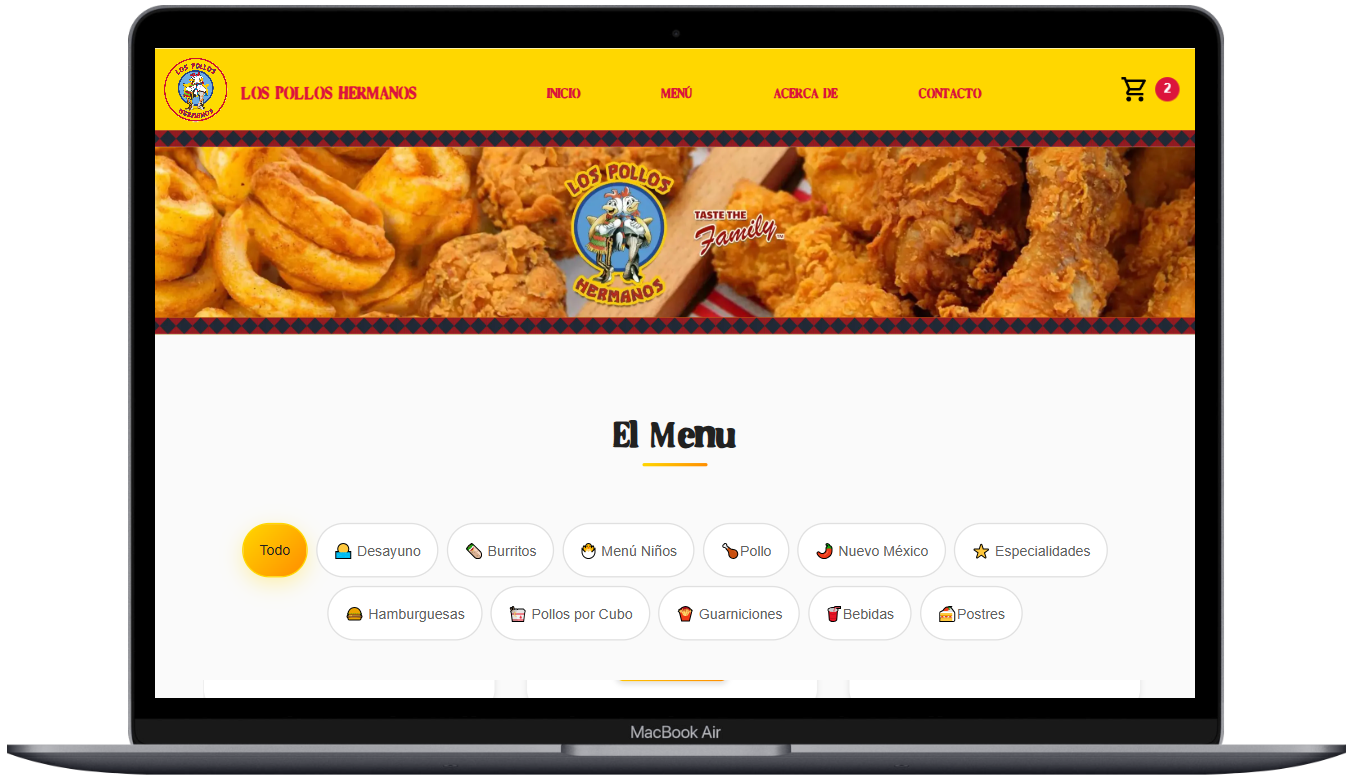 LOS POLLOS
HERMANOS
LOS POLLOS HERMANOS
INICIO
MENÚ
ACERCA DE
CONTACTO
2
LOS POLLOS
HERMANOS
TASTE THE
Family
El Menu
Todo
Desayuno
Burritos
Menú Niños
Pollo
Nuevo México
Especialidades
Hamburguesas
Pollos por Cubo
Guarniciones
Bebidas
Postres
MacBook Air